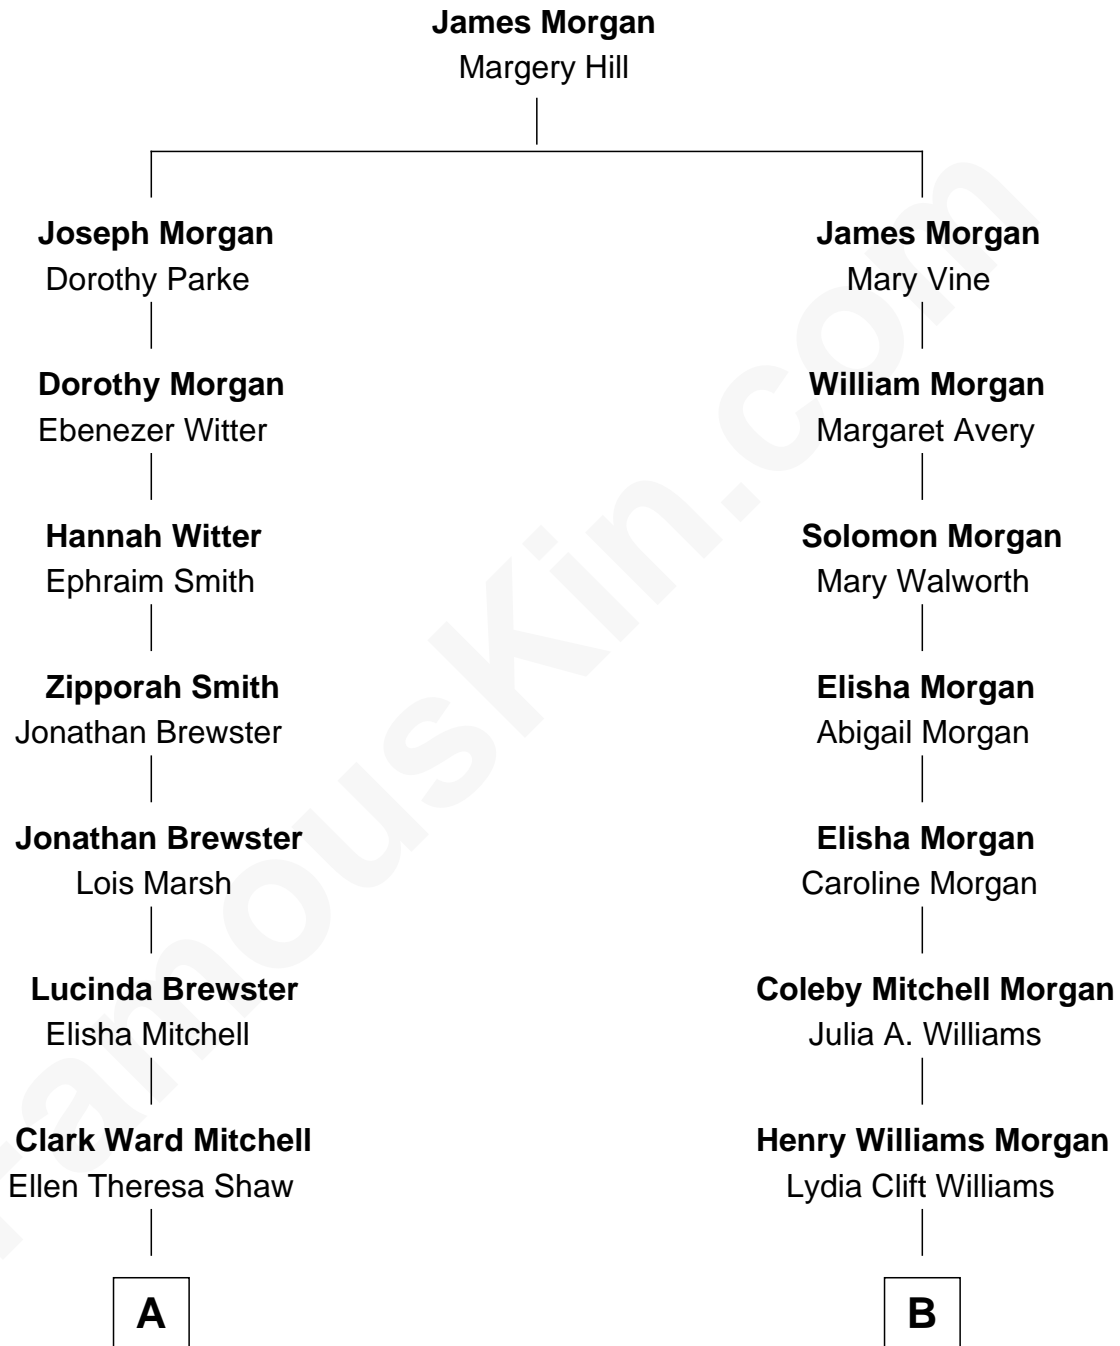 James Morgan
Margery Hill
Joseph Morgan
Dorothy Parke
James Morgan
Mary Vine
Dorothy Morgan
Ebenezer Witter
William Morgan
Margaret Avery
Hannah Witter
Ephraim Smith
Solomon Morgan
Mary Walworth
Zipporah Smith
Jonathan Brewster
Elisha Morgan
Abigail Morgan
Jonathan Brewster
Lois Marsh
Elisha Morgan
Caroline Morgan
Lucinda Brewster
Elisha Mitchell
Coleby Mitchell Morgan
Julia A. Williams
Clark Ward Mitchell
Ellen Theresa Shaw
Henry Williams Morgan
Lydia Clift Williams
A
B
FamousKin.com